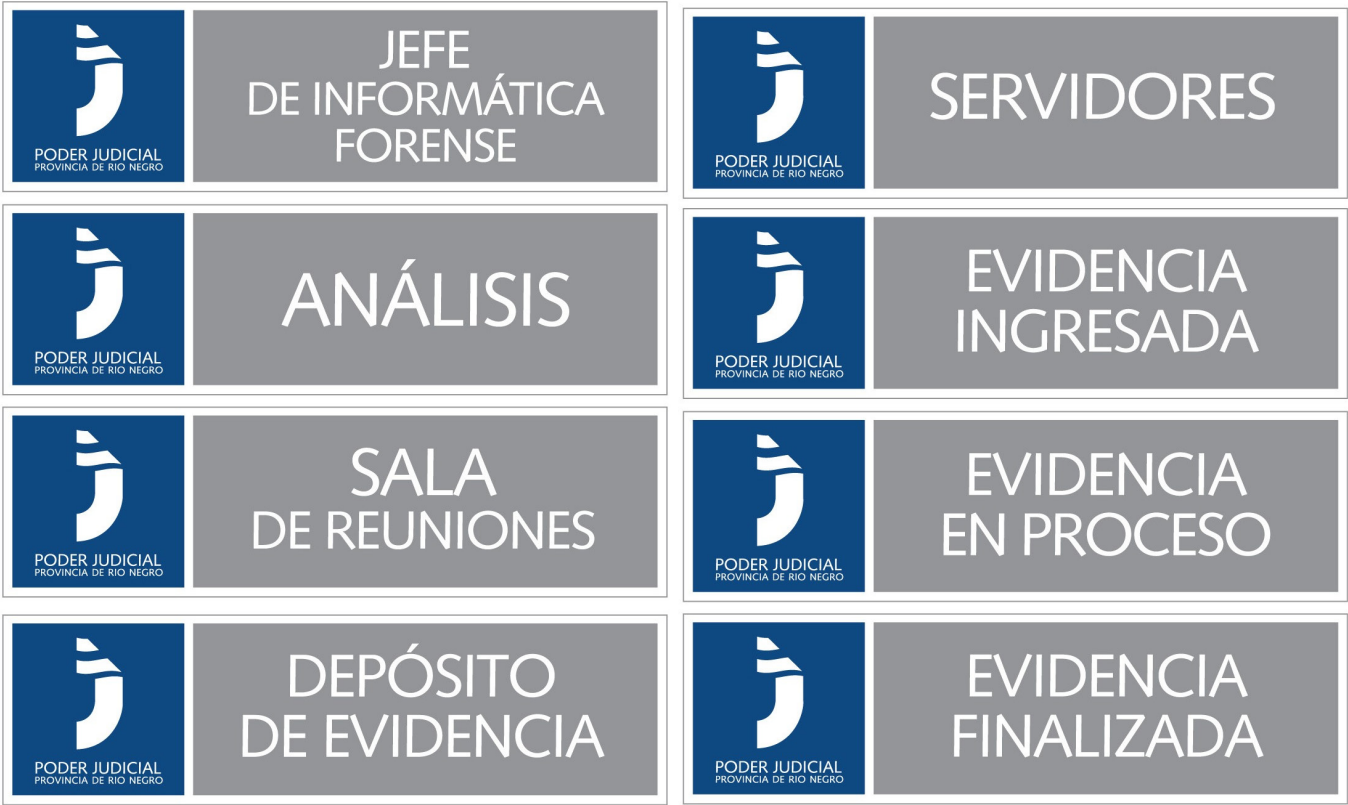 PODER JUDICIAL
PROVINCIA DE RIO NEGRO
JEFE
DE INFORMÁTICA
FORENSE
PODER JUDICIAL
PROVINCIA DE RIO NEGRO
SERVIDORES
PODER JUDICIAL
PROVINCIA DE RIO NEGRO
ANÁLISIS
PODER JUDICIAL
PROVINCIA DE RIO NEGRO
EVIDENCIA
INGRESADA
PODER JUDICIAL
PROVINCIA DE RIO NEGRO
SALA
DE REUNIONES
PODER JUDICIAL
PROVINCIA DE RIO NEGRO
EVIDENCIA
EN PROCESO
PODER JUDICIAL
PROVINCIA DE RIO NEGRO
DEPÓSITO
DE EVIDENCIA
PODER JUDICIAL
PROVINCIA DE RIO NEGRO
EVIDENCIA
FINALIZADA